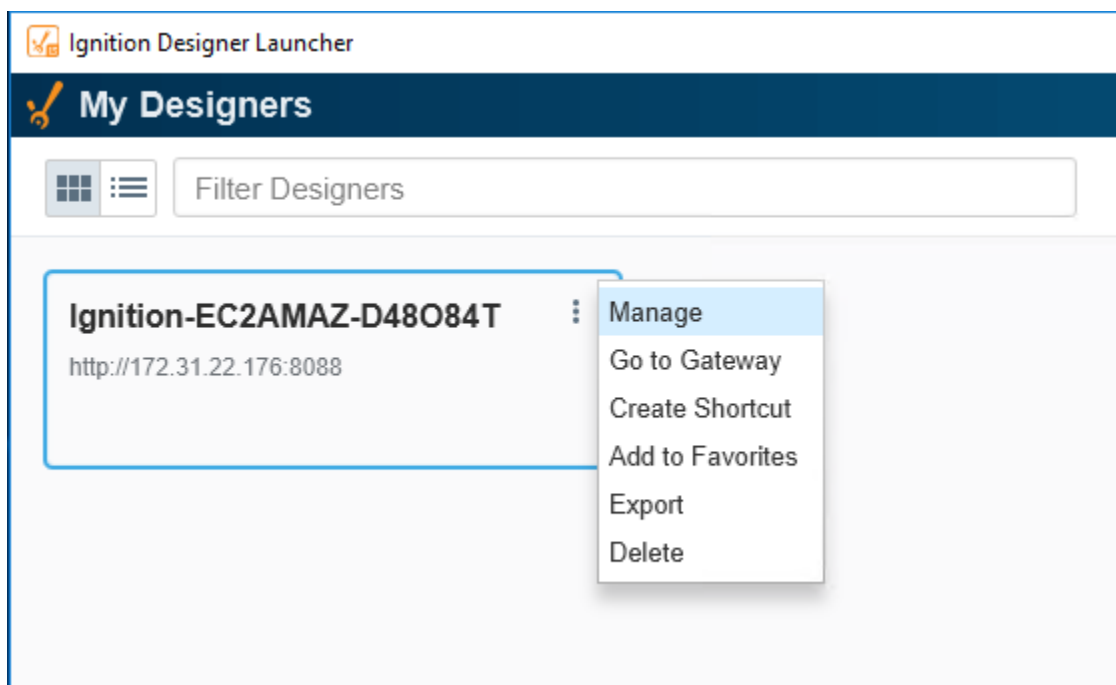 Ignition Designer Launcher
My Designers
Filter Designers
Ignition-EC2AMAZ-D48O84T
http://172.31.22.176:8088
Manage
Go to Gateway
Create Shortcut
Add to Favorites
Export
Delete